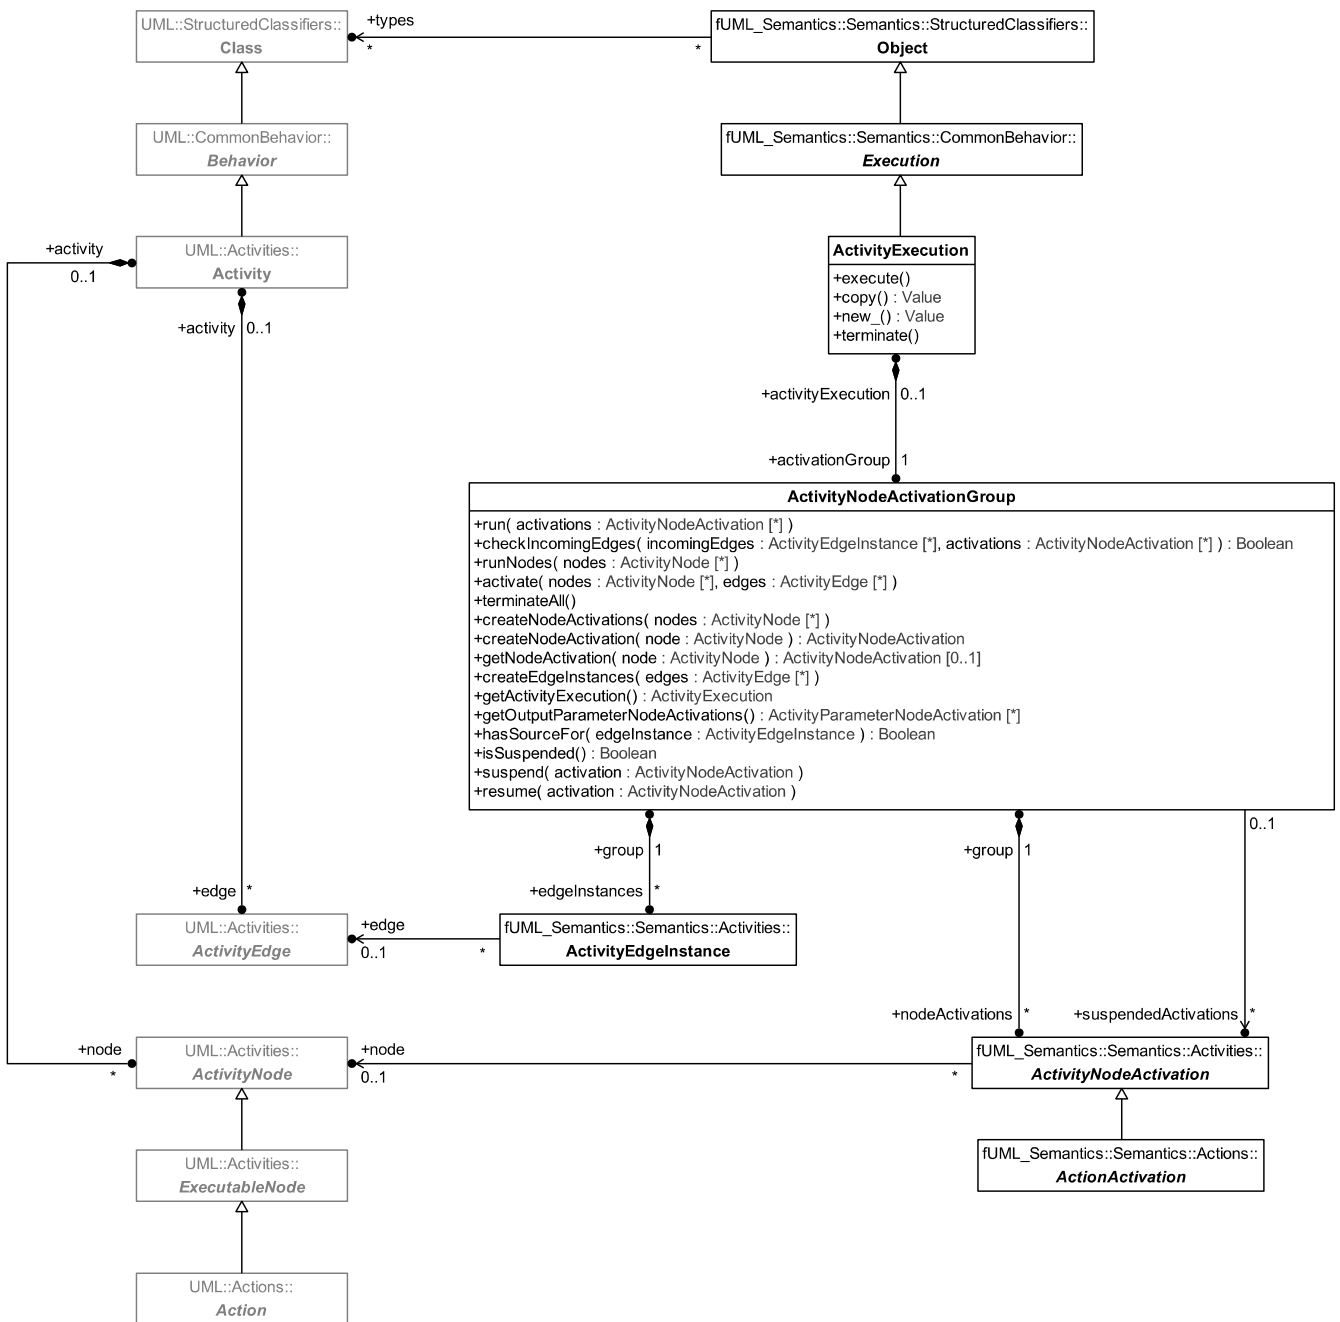 UML::StructuredClassifiers::
Class
+types
*
*
fUML_Semantics::Semantics::StructuredClassifiers::
Object
UML::CommonBehavior::
Behavior
fUML_Semantics::Semantics::CommonBehavior::
Execution
+activity
0..1
UML::Activities::
Activity
+activity
0..1
ActivityExecution
+execute()
+copy() : Value
+new_() : Value
+terminate()
+activityExecution
0..1
+activationGroup
1
ActivityNodeActivationGroup
+run( activations : ActivityNodeActivation [*] )
+checkIncomingEdges( incomingEdges : ActivityEdgeInstance [*], activations : ActivityNodeActivation [*] ) : Boolean
+runNodes( nodes : ActivityNode [*] )
+activate( nodes : ActivityNode [*], edges : ActivityEdge [*] )
+terminateAll()
+createNodeActivations( nodes : ActivityNode [*] )
+createNodeActivation( node : ActivityNode ) : ActivityNodeActivation
+getNodeActivation( node : ActivityNode ) : ActivityNodeActivation [0..1]
+createEdgeInstances( edges : ActivityEdge [*] )
+getActivityExecution() : ActivityExecution
+getOutputParameterNodeActivations() : ActivityParameterNodeActivation [*]
+hasSourceFor( edgeInstance : ActivityEdgeInstance ) : Boolean
+isSuspended() : Boolean
+suspend( activation : ActivityNodeActivation )
+resume( activation : ActivityNodeActivation )
0..1
+group
1
+group
1
+edge
*
+edgeInstances
*
UML::Activities::
ActivityEdge
+edge
0..1
*
fUML_Semantics::Semantics::Activities::
ActivityEdgeInstance
+nodeActivations
*
+suspendedActivations
*
+node
*
UML::Activities::
ActivityNode
+node
0..1
*
fUML_Semantics::Semantics::Activities::
ActivityNodeActivation
UML::Activities::
ExecutableNode
fUML_Semantics::Semantics::Actions::
ActionActivation
UML::Actions::
Action